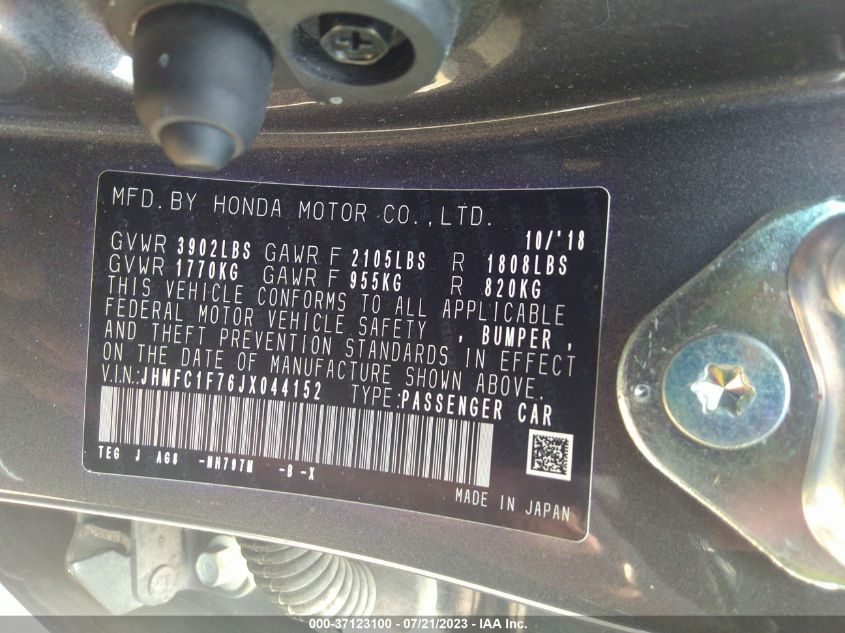 MFD. BY HONDA MOTOR CO., LTD.
10/'18
GVWR 3902LBS GAWR F 2105LBS R 1808LBS
GVWR 1770KG GAWR F 955KG R 820KG
THIS VEHICLE CONFORMS TO ALL APPLICABLE
FEDERAL MOTOR VEHICLE SAFETY , BUMPER ,
AND THEFT PREVENTION STANDARDS IN EFFECT
ON THE DATE OF MANUFACTURE SHOWN ABOVE.
V.I.N.: JHMFC1F76JX044152 TYPE: PASSENGER CAR
TEG J AG8 -NH797M -B -X
MADE IN JAPAN
000-37123100 - 07/21/2023 - IAA Inc.